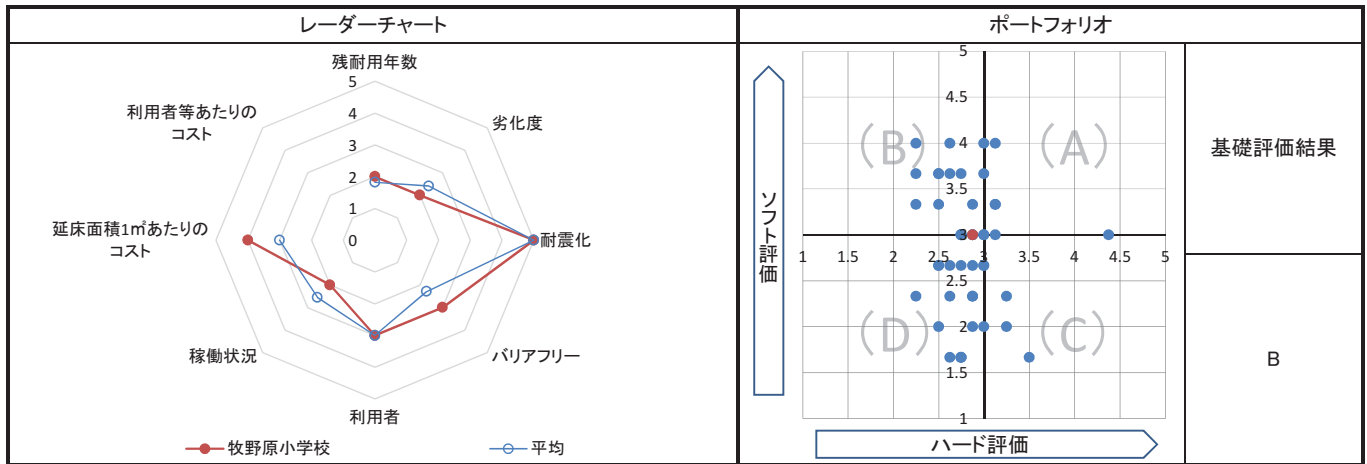 レーダーチャート
残耐用年数
5
4
3
2
1
0
劣化度
耐震化
バリアフリー
利用者
稼働状況
延床面積1㎡あたりの
コスト
利用者等あたりの
コスト
牧野原小学校
平均
ポートフォリオ
ソフト評価
5
4.5
4
3.5
3
2.5
2
1.5
1
1 1.5 2 2.5 3 3.5 4 4.5 5
(B) (A)
(D) (C)
ハード評価
基礎評価結果
B